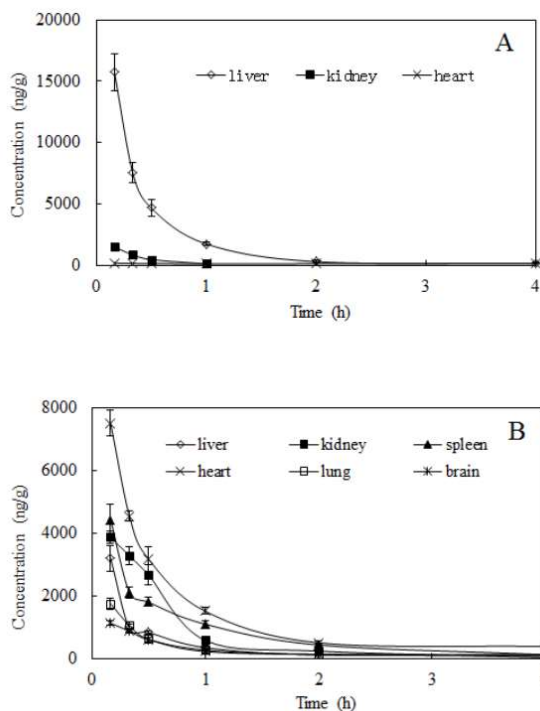 A
20000
liver kidney heart
15000
10000
5000
0
Concentration (ng/g)
0 1 2 3 4
Time (h)
B
8000
liver kidney spleen
heart lung brain
6000
4000
2000
0
Concentration (ng/g)
0 1 2 3
Time (h)